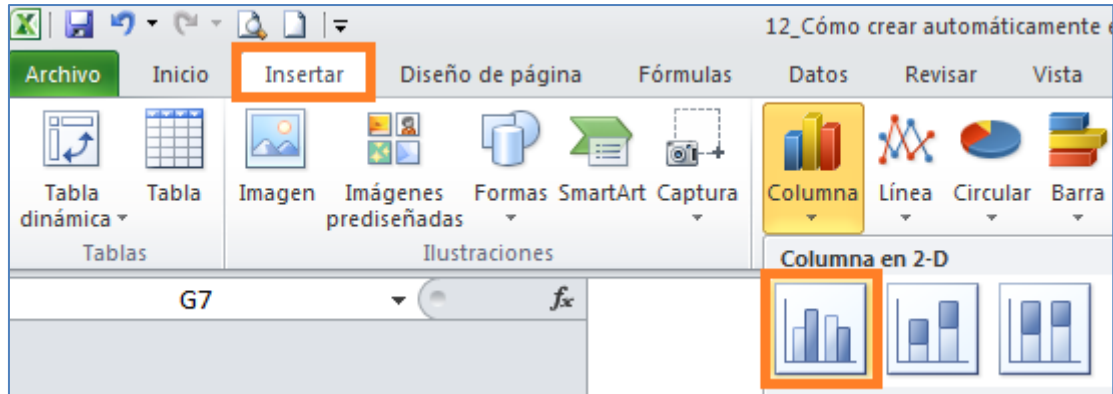 12_Cómo crear automáticamente
Archivo Inicio Insertar Diseño de página Fórmulas Datos Revisar Vista
Tabla dinámica Tabla Imagen Imágenes prediseñadas Formas SmartArt Captura Columna Línea Circular Barra
Tablas Ilustraciones
Columna en 2-D
G7 fx